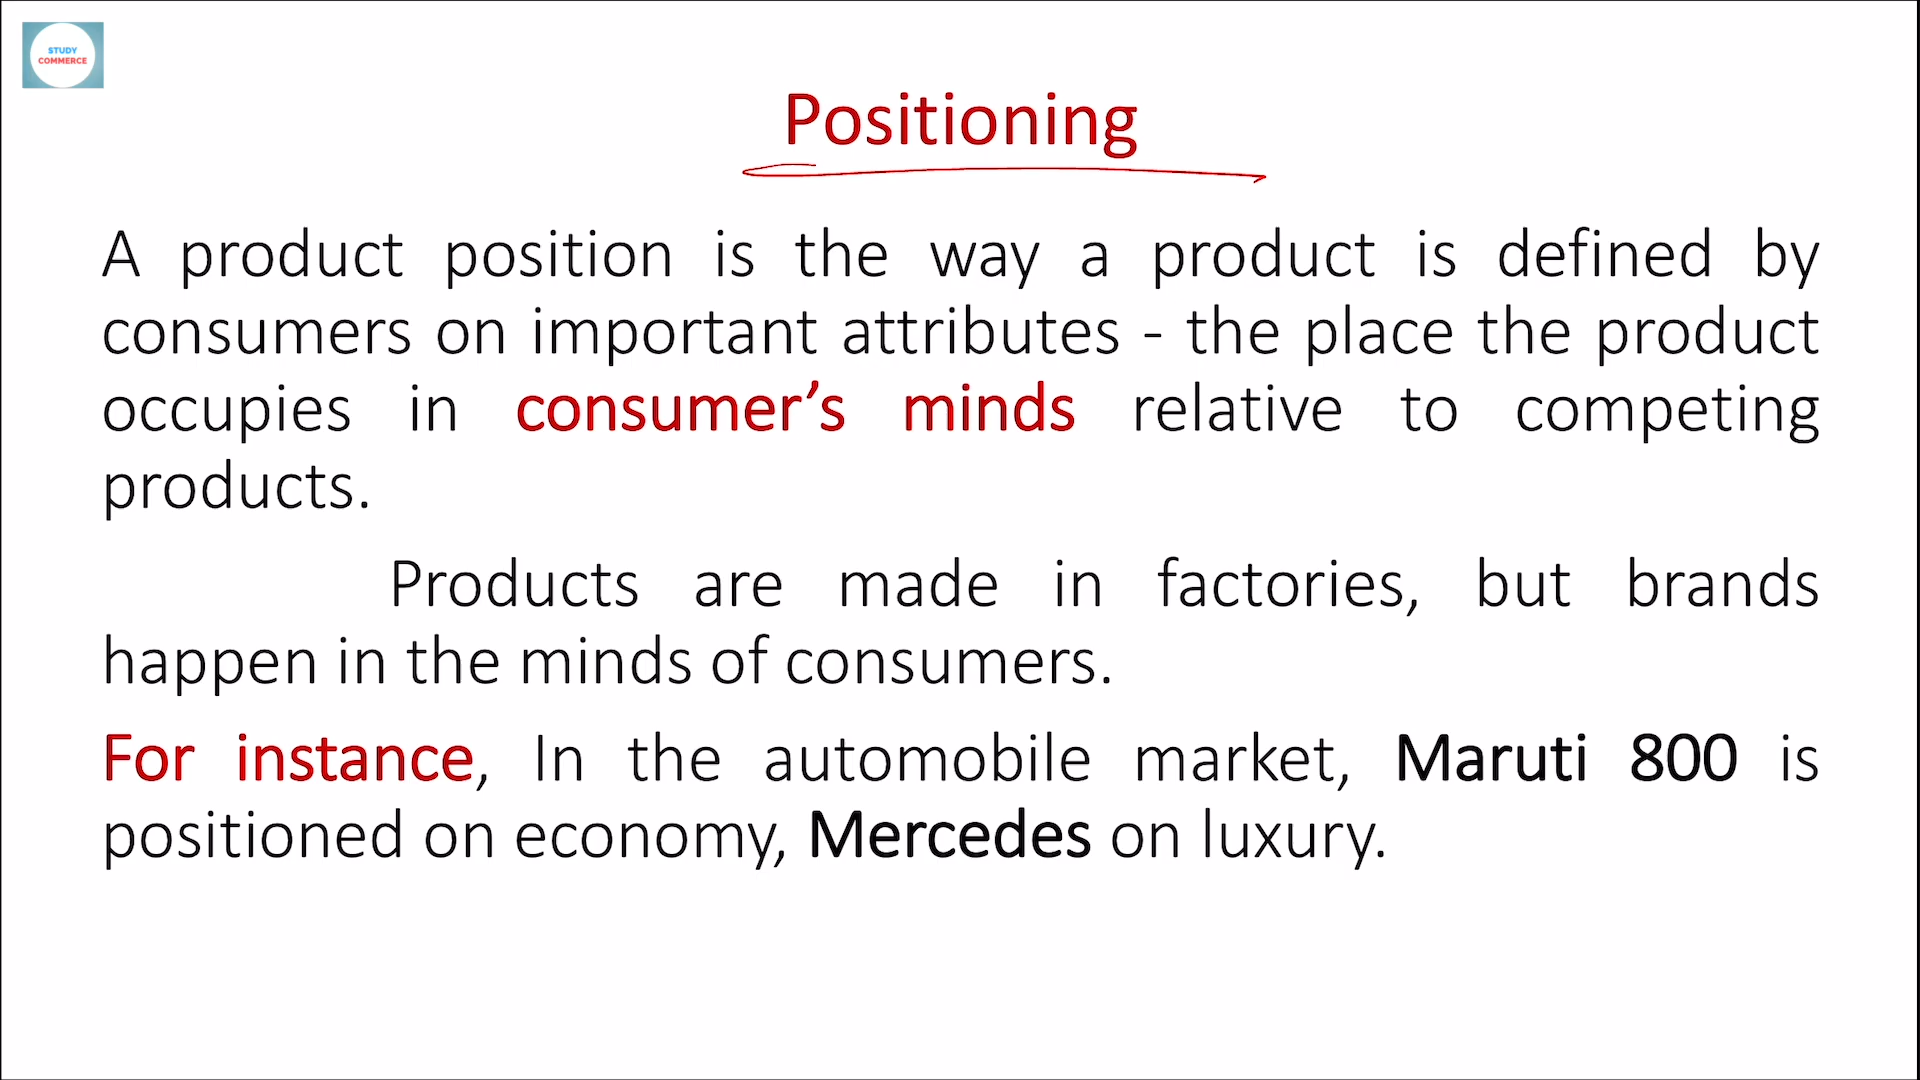 STUDY
COMMERCE
Positioning
A product position is the way a product is defined by
consumers on important attributes - the place the product
occupies in consumer’s minds relative to competing
products.
Products are made in factories, but brands
happen in the minds of consumers.
For instance, In the automobile market, Maruti 800 is
positioned on economy, Mercedes on luxury.